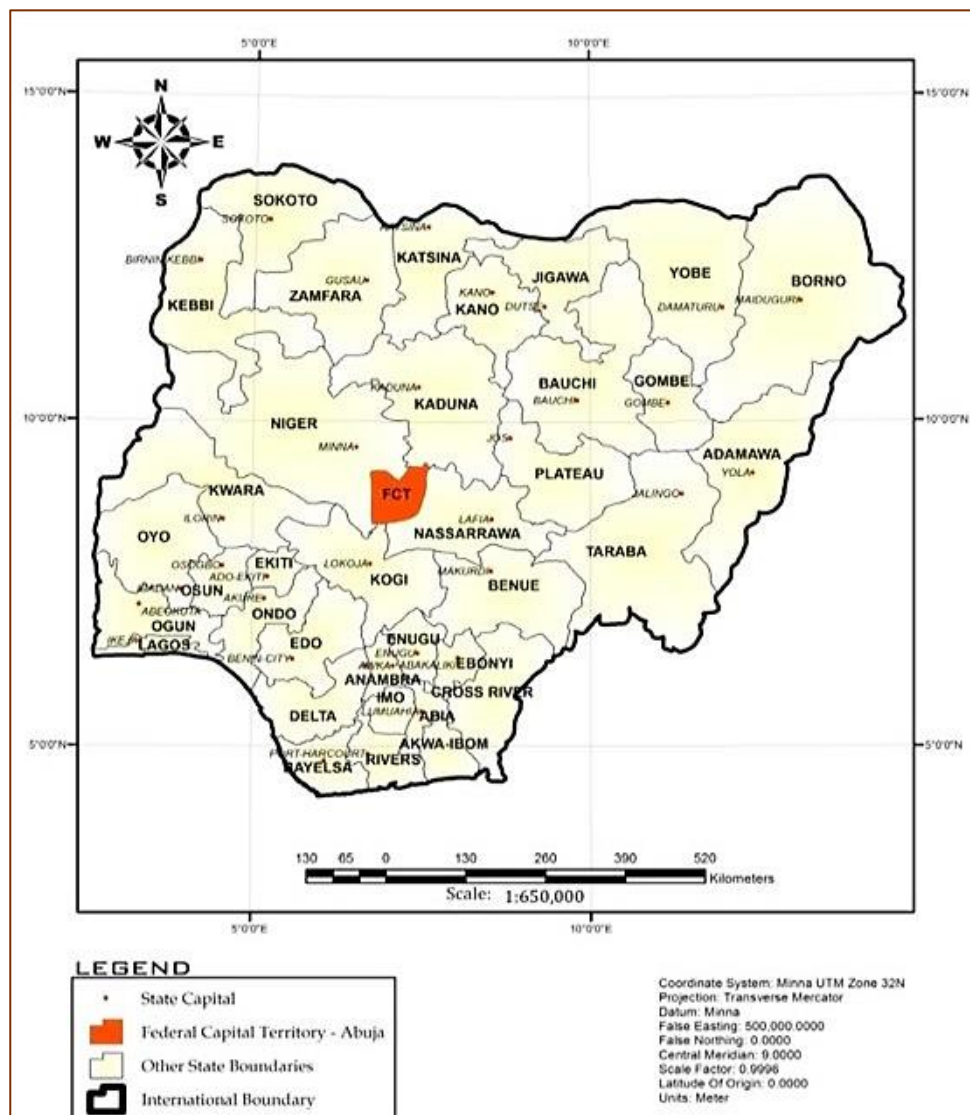 5°0'0"E 10°0'0"E
15°0'0"N 15°0'0"N
N
W E
S
SOKOTO
SOKOTO
KATSINA
KATSINA
BIRNIN-KEBBI
KEBBI
GUSAU
ZAMFARA
KANO
KANO
JIGAWA
DUTSE
YOBE
DAMATURU
BORNO
MAIDUGURI
KADUNA
KADUNA
BAUCHI
BAUCHI
GOMBE
GOMBE
10°0'0"N 10°0'0"N
NIGER
MINNA
JOS
PLATEAU
ADAMAWA
YOLA
FCT
KWARA
ILORIN
LAFIA
NASSARRAWA
JALINGO
TARABA
OYO
OSOGBO
OSUN
EKITI
ADO-EKITI
LOKOJA
KOGI
MAKURDI
BENUE
IBADAN
ABEOKUTA
AKURE
ONDO
OGUN
IKEJA
LAGOS
EDO
BENIN-CITY
ENUGU
ENUGU
AWKA
ABAKALIKI
EBONYI
ANAMBRA
CROSS RIVER
IMO
UMUAHIA
ABIA
DELTA
AKWA-IBOM
5°0'0"N 5°0'0"N
PORT-HARCOURT
RIVERS
BAYELSA
130 65 0 130 260 390 520
Kilometers
Scale: 1:650,000
5°0'0"E 10°0'0"E
LEGEND
State Capital
Federal Capital Territory - Abuja
Other State Boundaries
International Boundary
Coordinate System: Minna UTM Zone 32N
Projection: Transverse Mercator
Datum: Minna
False Easting: 500,000.0000
False Northing: 0.0000
Central Meridian: 9.0000
Scale Factor: 0.9996
Latitude Of Origin: 0.0000
Units: Meter